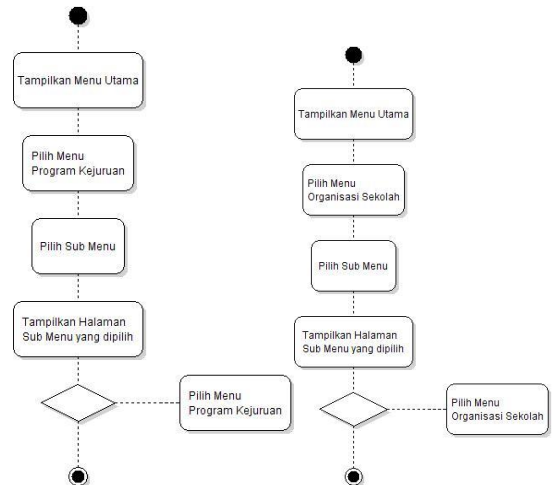 Tampilkan Menu Utama
Pilih Menu
Program Kejuruan
Pilih Sub Menu
Tampilkan Halaman
Sub Menu yang dipilih
Pilih Menu
Program Kejuruan
Tampilkan Menu Utama
Pilih Menu
Organisasi Sekolah
Pilih Sub Menu
Tampilkan Halaman
Sub Menu yang dipilih
Pilih Menu
Organisasi Sekolah